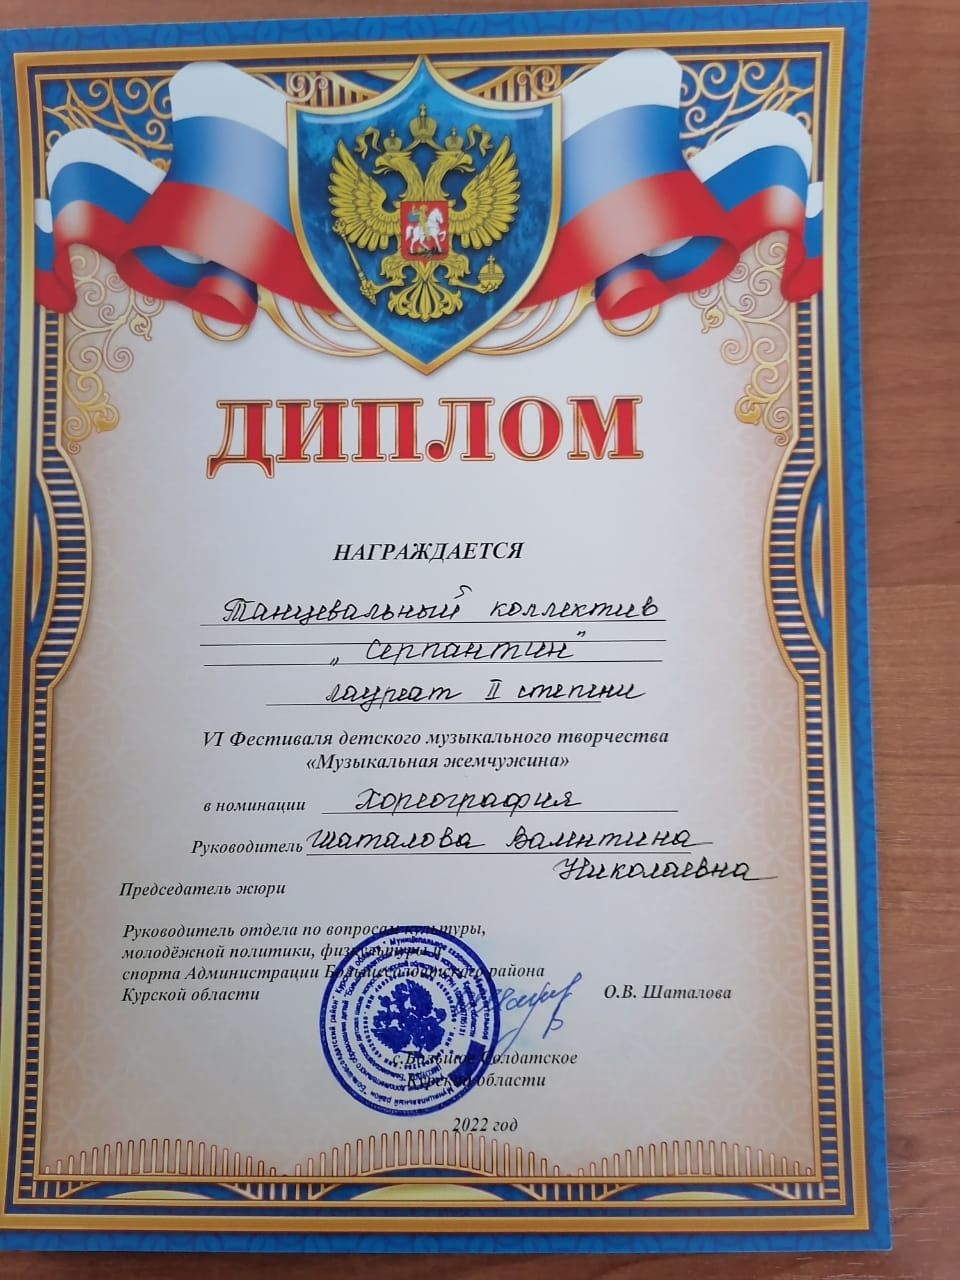 ДИПЛОМ
НАГРАЖДАЕТСЯ
Танцевальный коллектив
„Серпантин"
лауреат II степени
VI Фестиваля детского музыкального творчества
«Музыкальная жемчужина»
в номинации Хореография
Руководитель Шаталова Валентина
Николаевна
Председатель жюри
Руководитель отдела по вопросам культуры,
молодёжной политики, физкультуры и
спорта Администрации Большесолдатского района
Курской области О.В. Шаталова
с.Большое Солдатское
Курской области
2022 год